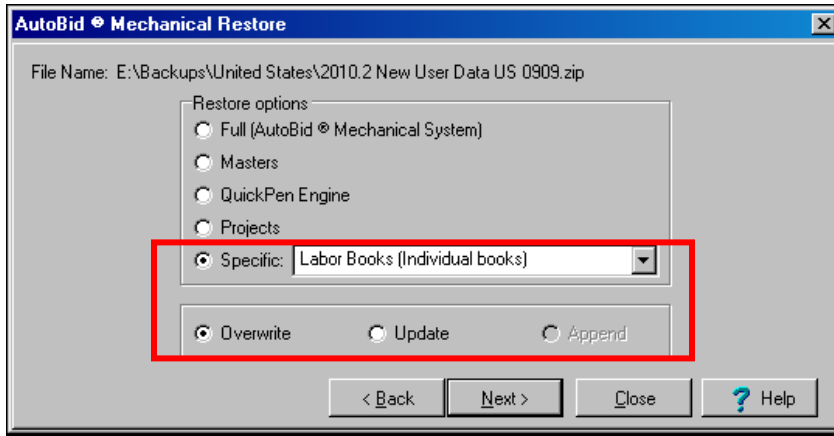 AutoBid ® Mechanical Restore
File Name: E:\Backups\United States\2010.2 New User Data US 0909.zip
Restore options
Full (AutoBid ® Mechanical System)
Masters
QuickPen Engine
Projects
Specific: Labor Books (Individual books)
Overwrite Update Append
< Back Next > Close ? Help